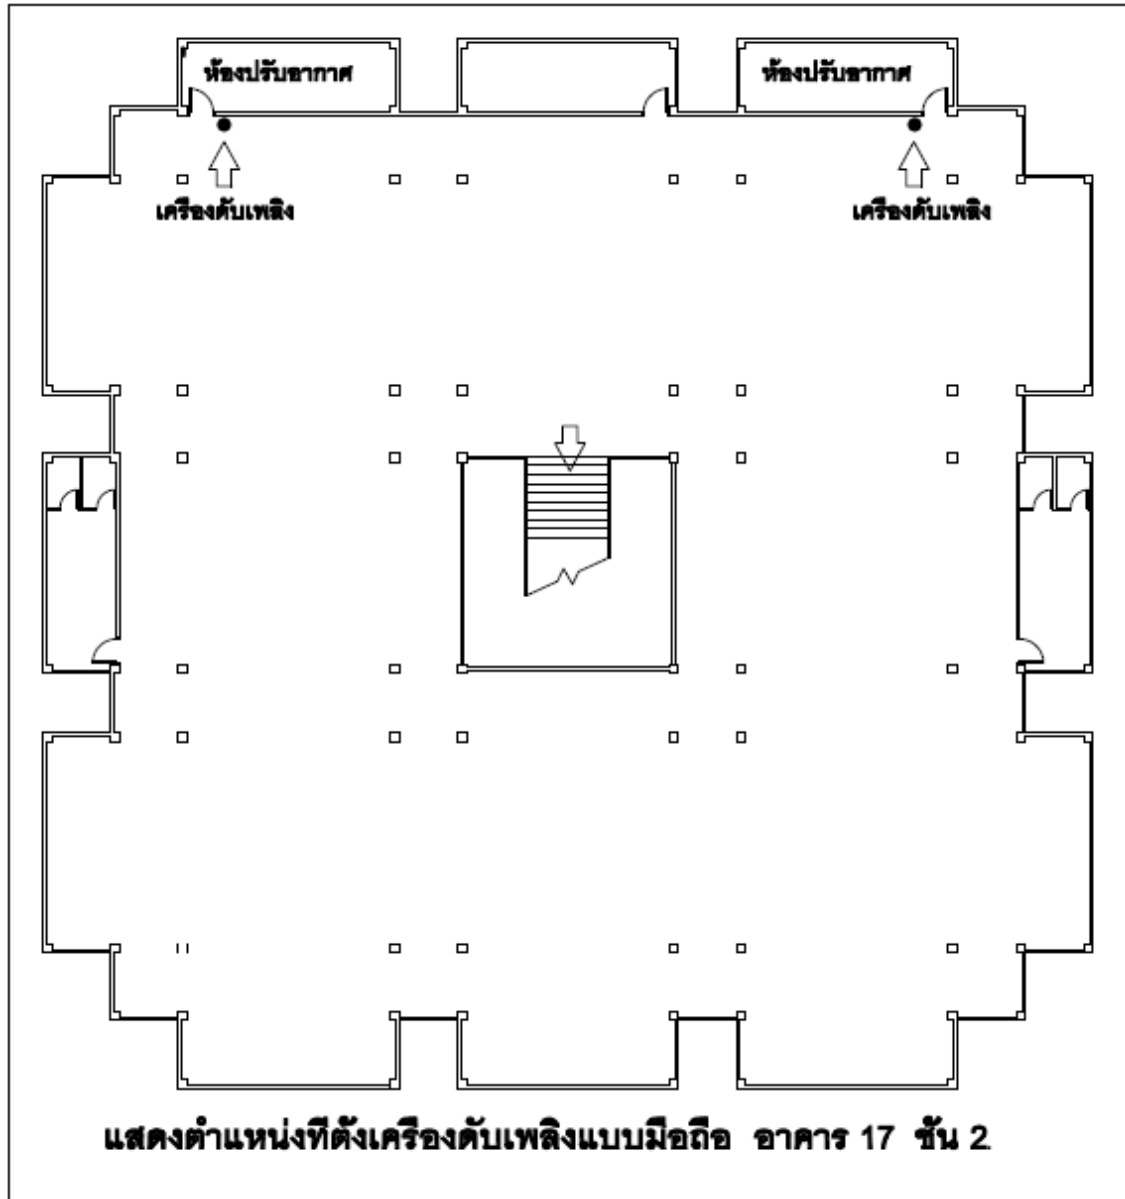 ห้องปรับอากาศ ห้องปรับอากาศ
เครื่องดับเพลิง เครื่องดับเพลิง
แสดงตำแหน่งที่ตั้งเครื่องดับเพลิงแบบมือถือ อาคาร 17 ชั้น 2